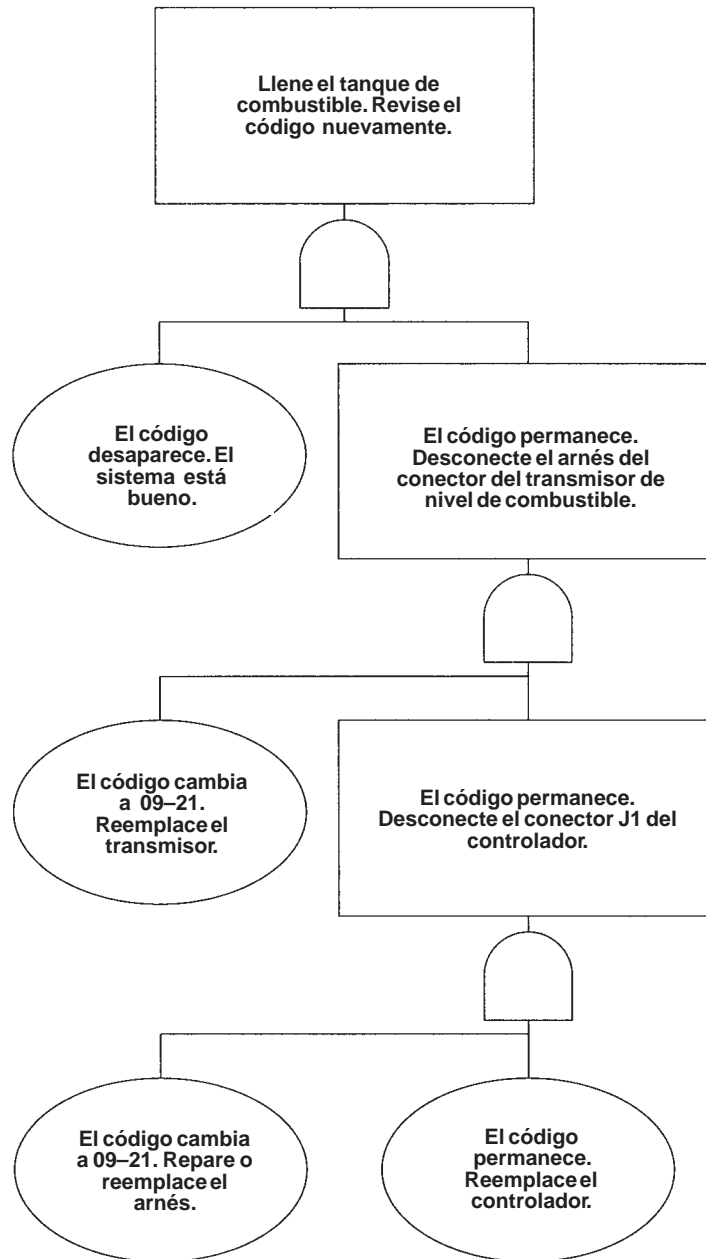 Llene el tanque de
combustible. Revise el
código nuevamente.
El código
desaparece. El
sistema está
bueno.
El código permanece.
Desconecte el arnés del
conector del transmisor de
nivel de combustible.
El código cambia
a 09–21.
Reemplace el
transmisor.
El código permanece.
Desconecte el conector J1 del
controlador.
El código cambia
a 09–21. Repare o
reemplace el
arnés.
El código
permanece.
Reemplace el
controlador.